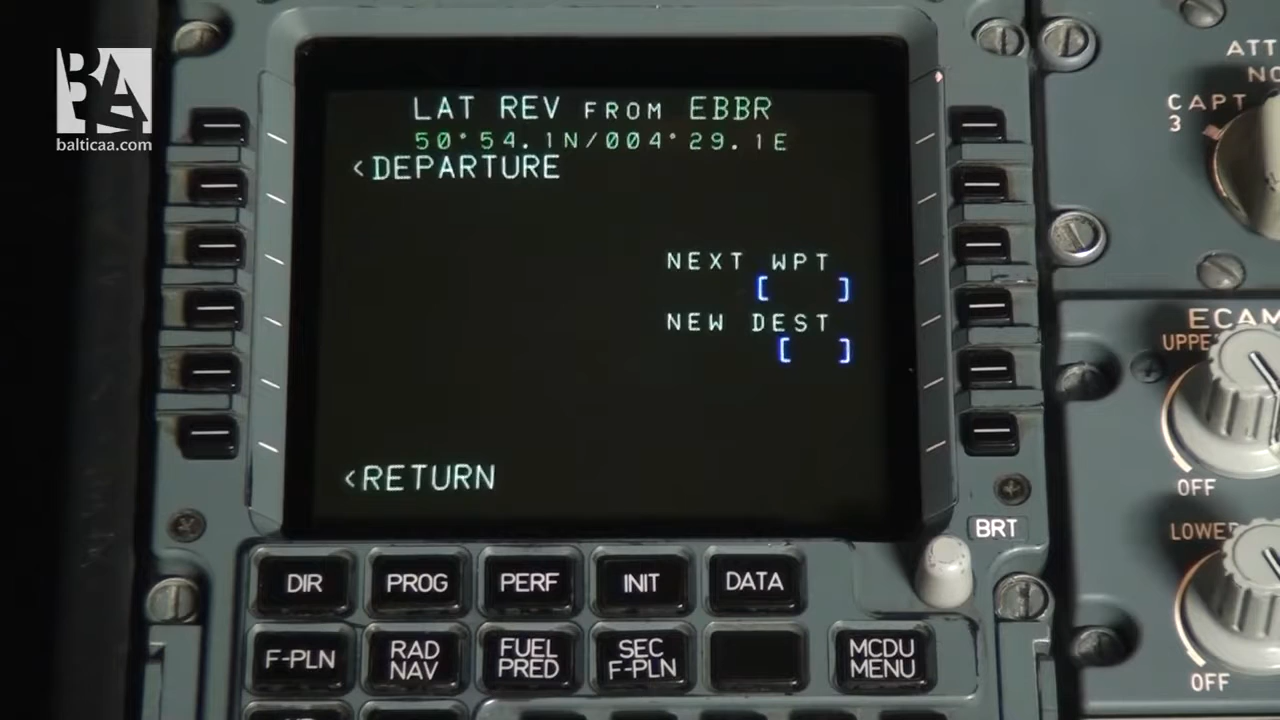 BA
balticaa.com
LAT REV FROM EBBR
50°54.1N/004°29.1E
<DEPARTURE
NEXT WPT
[ ]
NEW DEST
[ ]
<RETURN
BRT
DIR
PROG
PERF
INIT
DATA
F-PLN
RAD
NAV
FUEL
PRED
SEC
F-PLN
MCDU
MENU
ATT
CAPT
3
ECAM
OFF
OFF